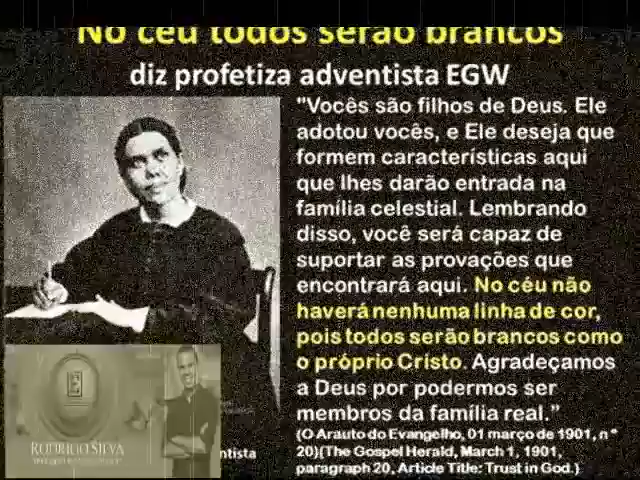 No céu todos serão brancos
diz profetiza adventista EGW
"Vocês são filhos de Deus. Ele
adotou vocês, e Ele deseja que
formem características aqui
que lhes darão entrada na
família celestial. Lembrando
disso, você será capaz de
suportar as provações que
encontrará aqui. No céu não
haverá nenhuma linha de cor,
pois todos serão brancos como
o próprio Cristo. Agradeçamos
a Deus por podermos ser
membros da família real.”
(O Arauto do Evangelho, 01 março de 1901, n°
20)(The Gospel Herald, March 1, 1901,
paragraph 20, Article Title: Trust in God.)
RODRIGO SILVA
ntista